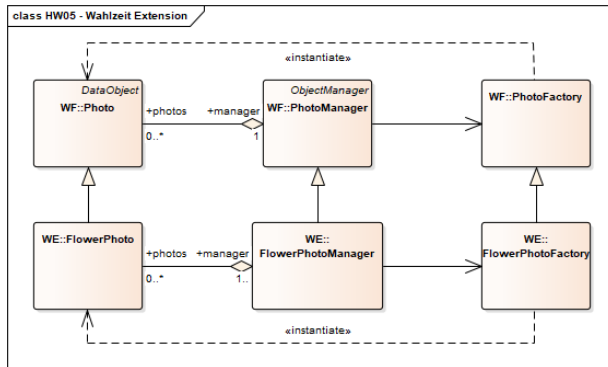 class HW05 - Wahlzeit Extension
«instantiate»
DataObject
WF::Photo
ObjectManager
WF::PhotoManager
WF::PhotoFactory
+photos
+manager
0..*
1
WE::FlowerPhoto
WE::
FlowerPhotoManager
WE::
FlowerPhotoFactory
+photos
+manager
0..*
1..
«instantiate»